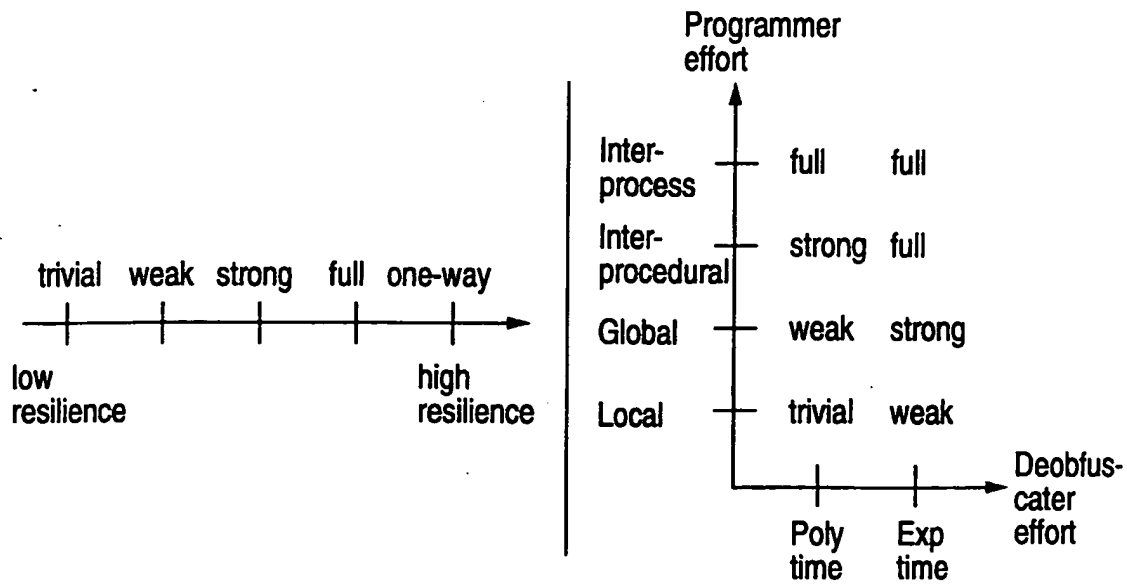 trivial weak strong full one-way
low
resilience
high
resilience
Programmer
effort
Inter-
process
full full
Inter-
procedural
strong full
Global
weak strong
Local
trivial weak
Poly
time
Exp
time
Deobfus-
cater
effort